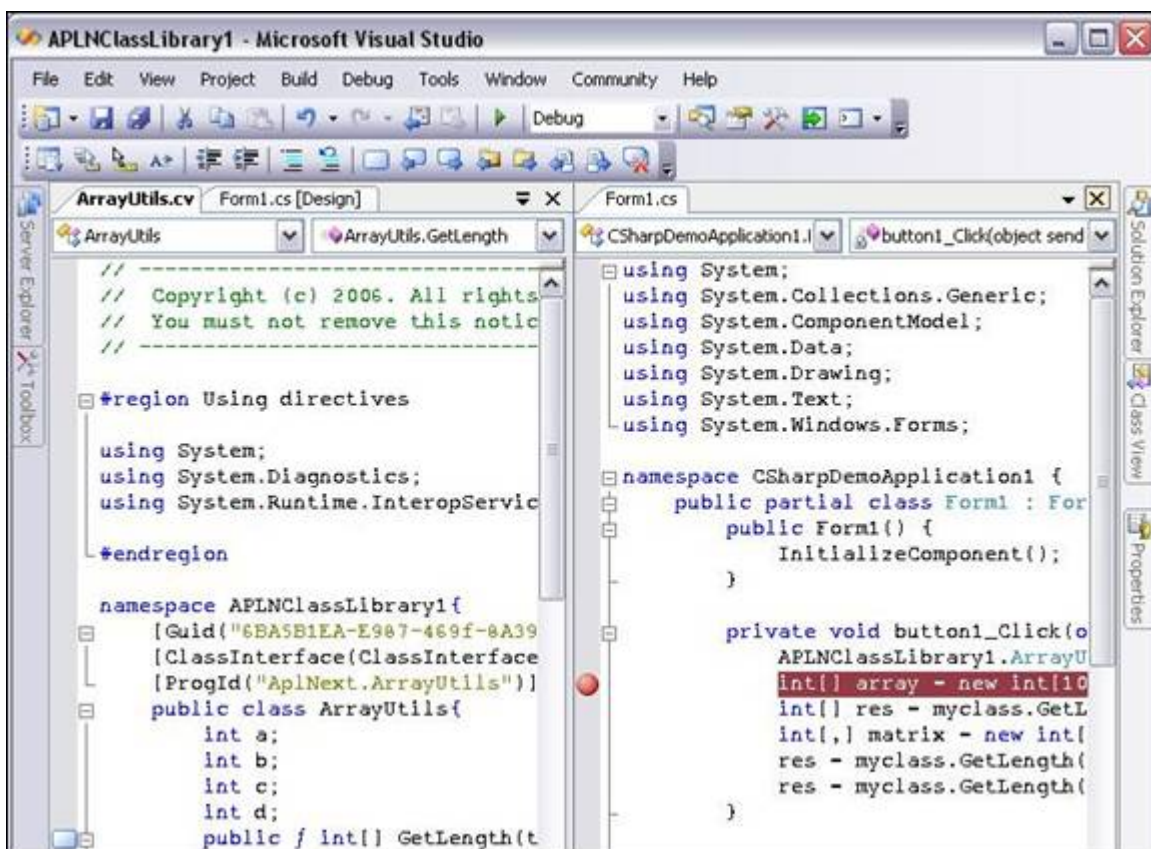 APLNClassLibrary1 - Microsoft Visual Studio
File Edit View Project Build Debug Tools Window Community Help
Debug
ArrayUtils.cv Form1.cs [Design]
ArrayUtils ArrayUtils.GetLength
// ------------------------------
// Copyright (c) 2006. All rights
// You must not remove this notic
// ------------------------------
#region Using directives
using System;
using System.Diagnostics;
using System.Runtime.InteropServic
#endregion
namespace APLNClassLibrary1{
[Guid("6BA5B1EA-E987-469f-8A39
[ClassInterface(ClassInterface
[ProgId("AplNext.ArrayUtils")]
public class ArrayUtils{
int a;
int b;
int c;
int d;
public ƒ int[] GetLength(t
Form1.cs
CSharpDemoApplication1.I button1_Click(object send
using System;
using System.Collections.Generic;
using System.ComponentModel;
using System.Data;
using System.Drawing;
using System.Text;
using System.Windows.Forms;
namespace CSharpDemoApplication1 {
public partial class Form1 : For
public Form1() {
InitializeComponent();
}
private void button1_Click(o
APLNClassLibrary1.ArrayU
int[] array = new int[10
int[] res = myclass.GetL
int[,] matrix = new int[
res = myclass.GetLength(
res = myclass.GetLength(
}
Server Explorer
Toolbox
Solution Explorer
Class View
Properties